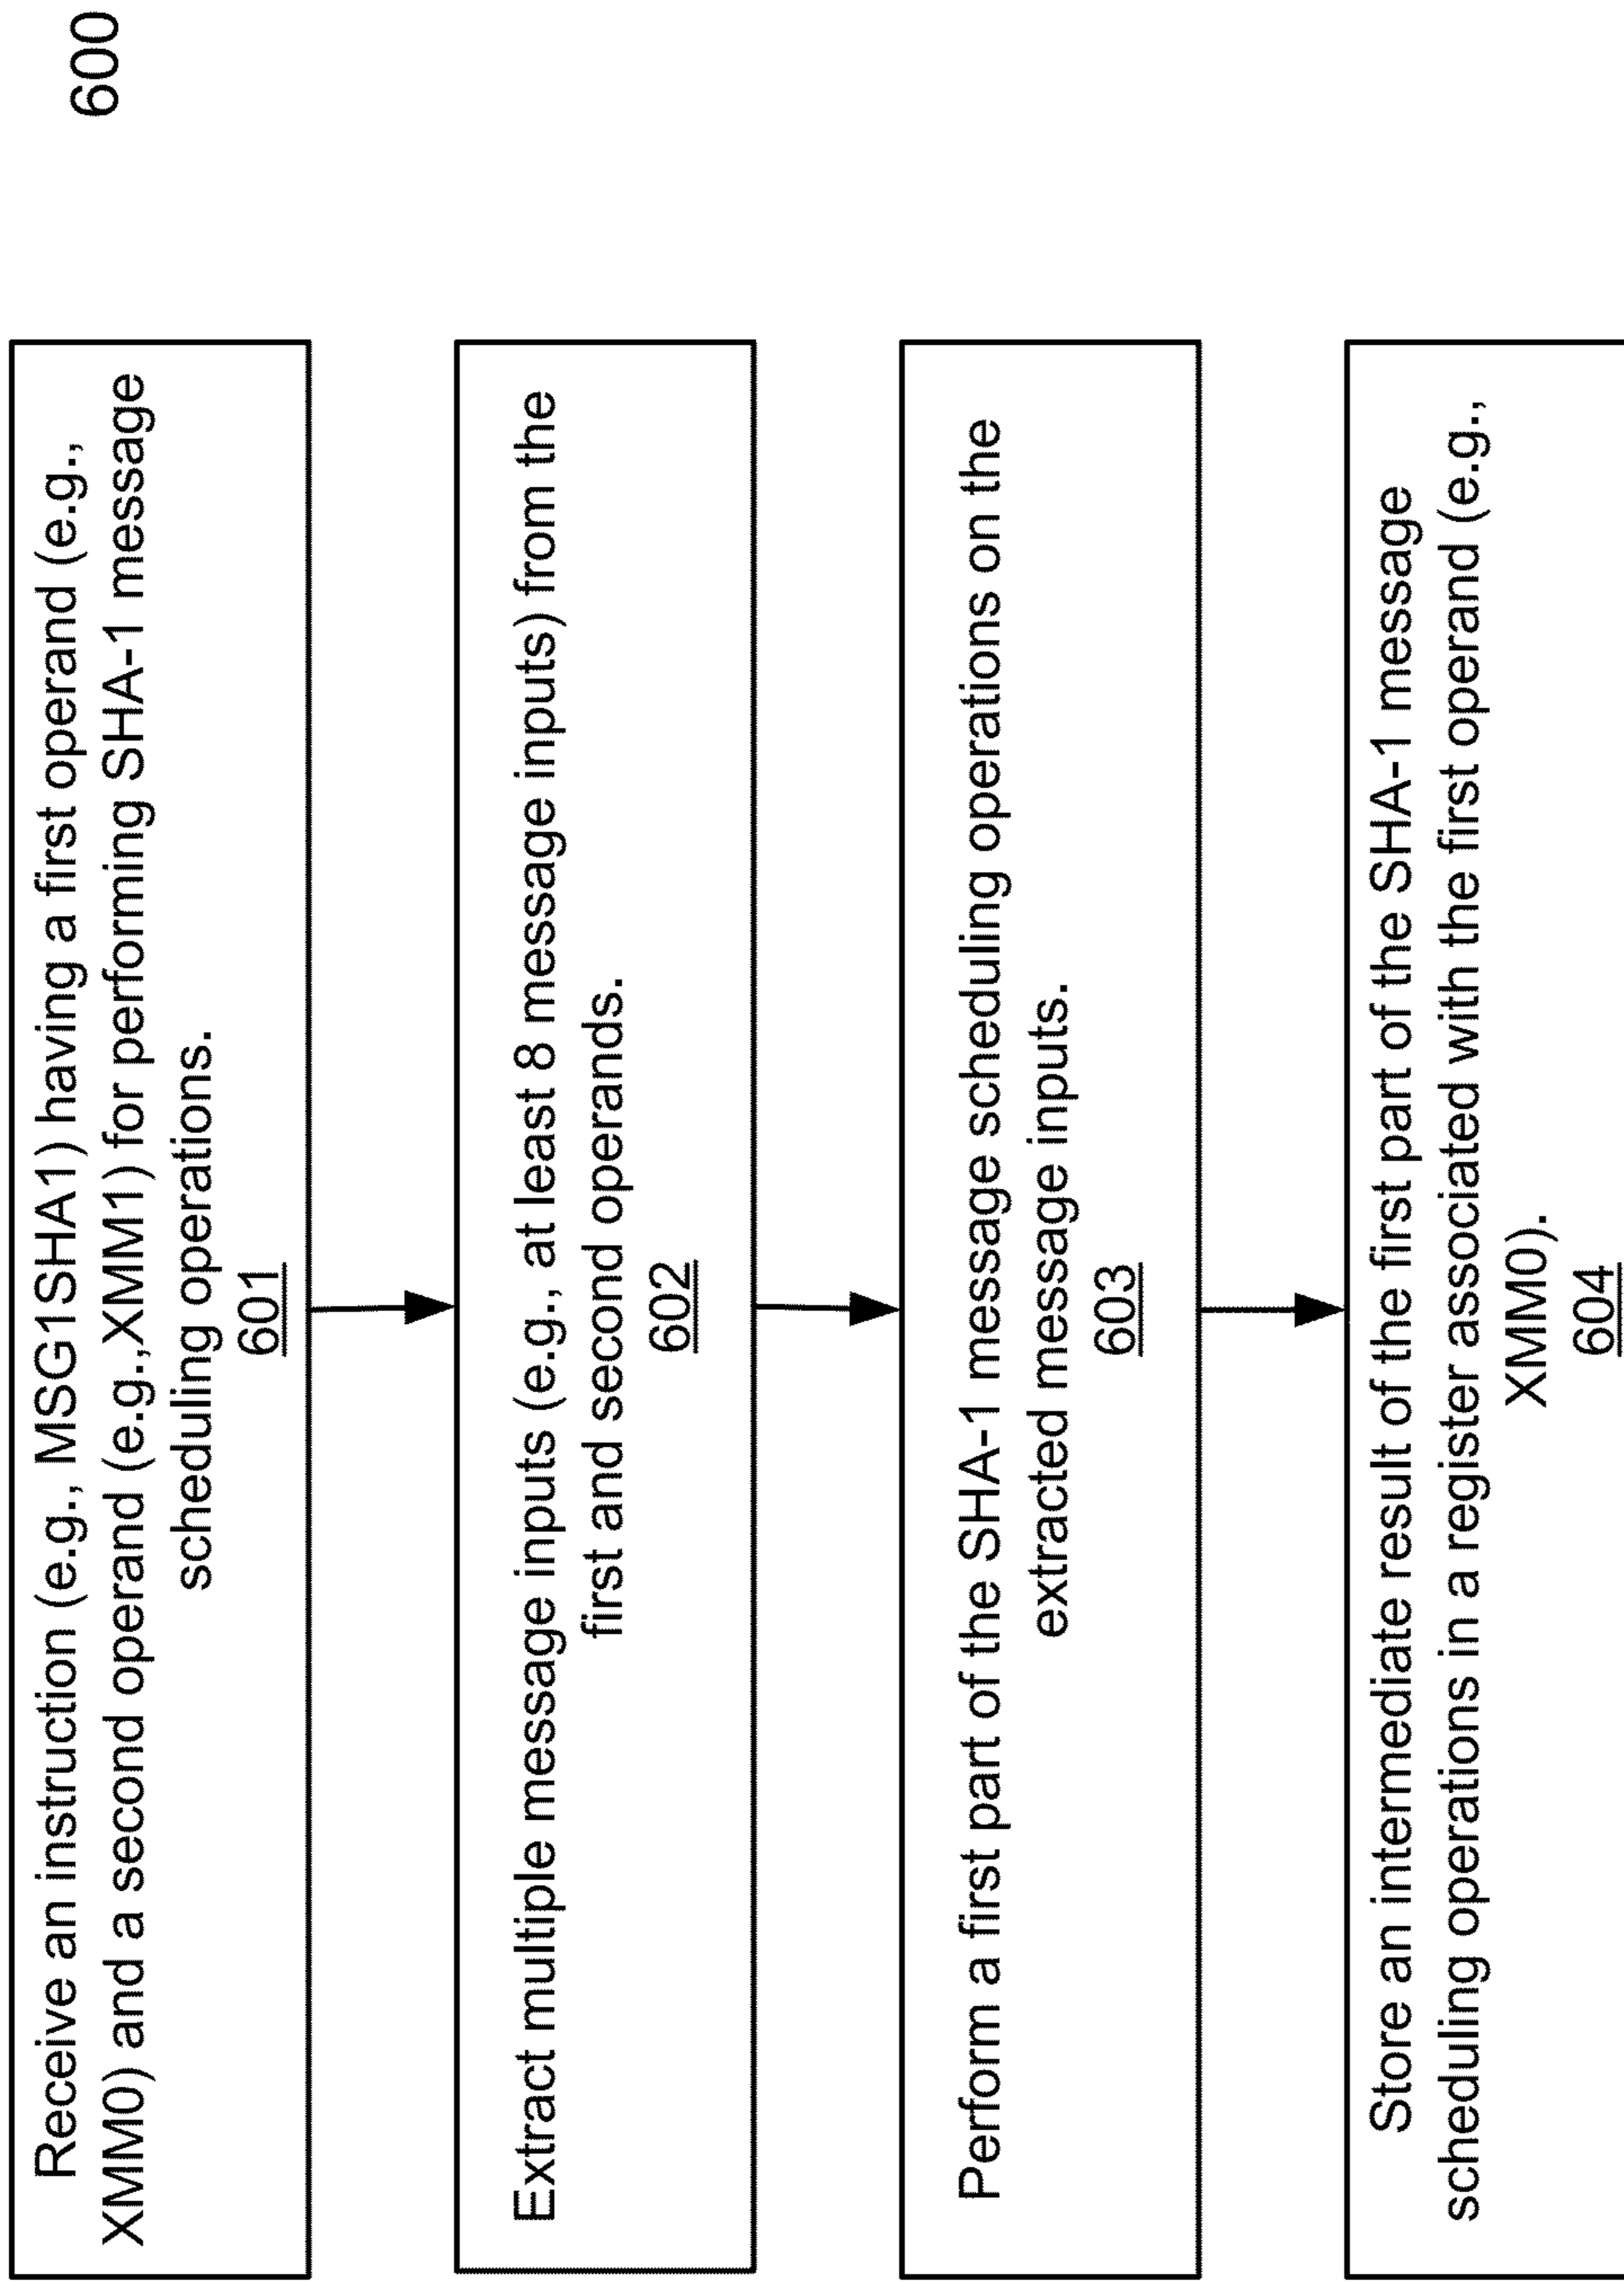 600
Receive an instruction (e.g., MSG1SHA1) having a first operand (e.g.,
XMM0) and a second operand (e.g.,XMM1) for performing SHA-1 message
scheduling operations.
601
Extract multiple message inputs (e.g., at least 8 message inputs) from the
first and second operands.
602
Perform a first part of the SHA-1 message scheduling operations on the
extracted message inputs.
603
Store an intermediate result of the first part of the SHA-1 message
scheduling operations in a register associated with the first operand (e.g.,
XMM0).
604